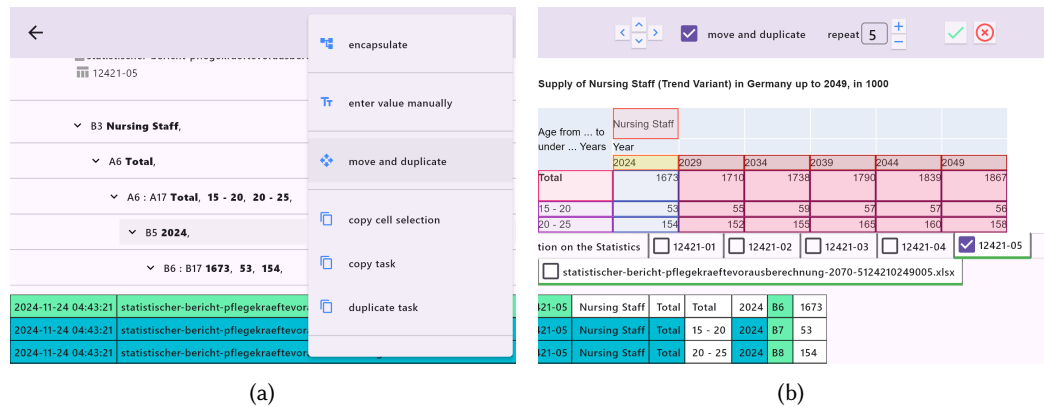 12421-05
encapsulate
B3 Nursing Staff,
enter value manually
A6 Total,
move and duplicate
A6 : A17 Total, 15 - 20, 20 - 25,
copy cell selection
B5 2024,
copy task
B6 : B17 1673, 53, 154,
duplicate task
2024-11-24 04:43:21 statistischer-bericht-pflegekraeftevorau
2024-11-24 04:43:21 statistischer-bericht-pflegekraeftevor
2024-11-24 04:43:21 statistischer-bericht-pflegekraeftevor
(a)
move and duplicate repeat 5
Supply of Nursing Staff (Trend Variant) in Germany up to 2049, in 1000
Age from ... to under ... Years
Nursing Staff
Year
2024 2029 2034 2039 2044 2049
Total 1673 1710 1738 1790 1839 1867
15 - 20 53 55 59 57 57 56
20 - 25 154 152 155 165 160 158
tion on the Statistics 12421-01 12421-02 12421-03 12421-04 12421-05
statistischer-bericht-pflegekraeftevorausberechnung-2070-5124210249005.xlsx
421-05 Nursing Staff Total Total 2024 B6 1673
421-05 Nursing Staff Total 15 - 20 2024 B7 53
421-05 Nursing Staff Total 20 - 25 2024 B8 154
(b)